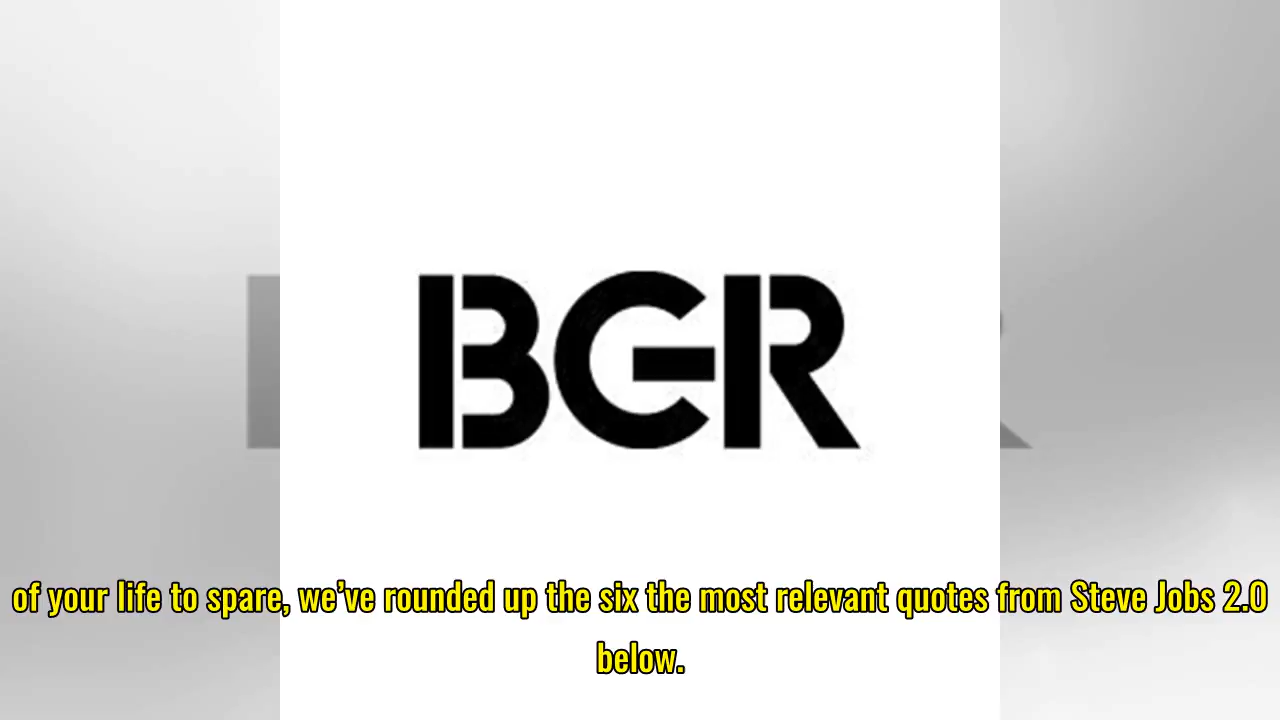 BGR
of your life to spare, we’ve rounded up the six the most relevant quotes from Steve Jobs 2.0
below.